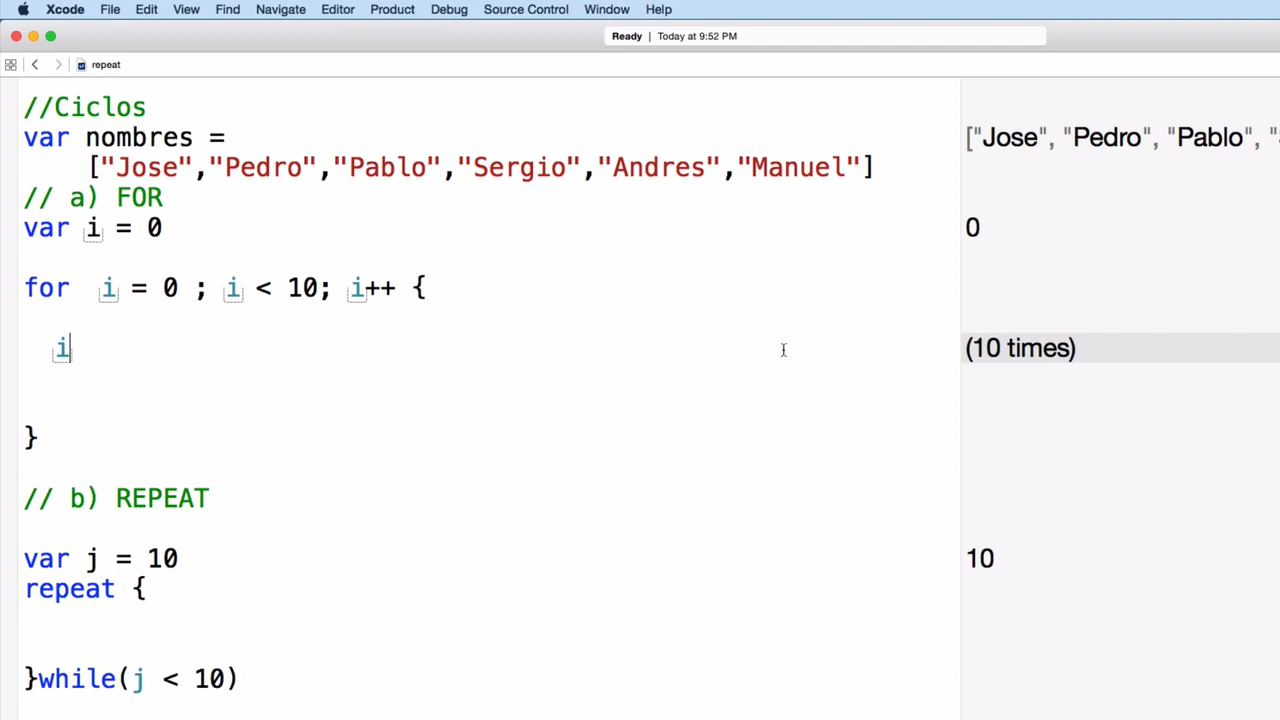 Xcode File Edit View Find Navigate Editor Product Debug Source Control Window Help
Ready | Today at 9:52 PM
repeat
//Ciclos
var nombres =
["Jose", "Pedro", "Pablo", "
["Jose","Pedro","Pablo","Sergio","Andres","Manuel"]
// a) FOR
var i = 0
0
for  i = 0 ; i < 10; i++ {
i
(10 times)
}
// b) REPEAT
var j = 10
10
repeat {
}while(j < 10)